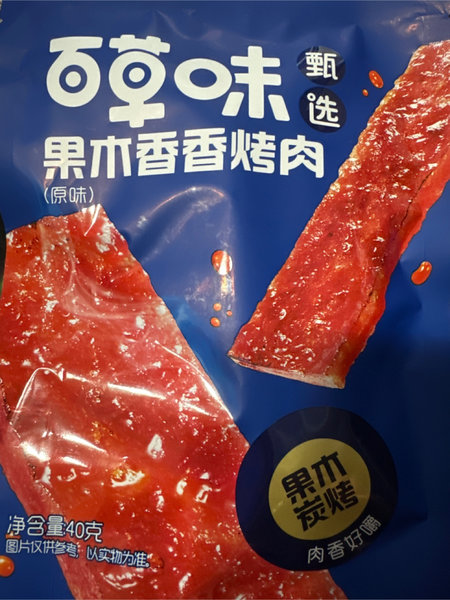 百草味
甄选
果木香香烤肉
(原味)
果木
炭烤
肉香好嚼
净含量40克
图片仅供参考，以实物为准。